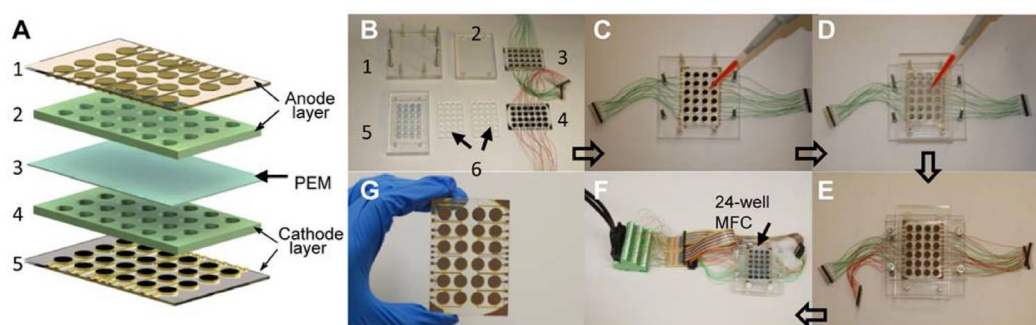 A
1
2
3
4
5
Anode
layer
PEM
Cathode
layer
B
1
2
3
4
5
6
C
D
E
F
24-well
MFC
G